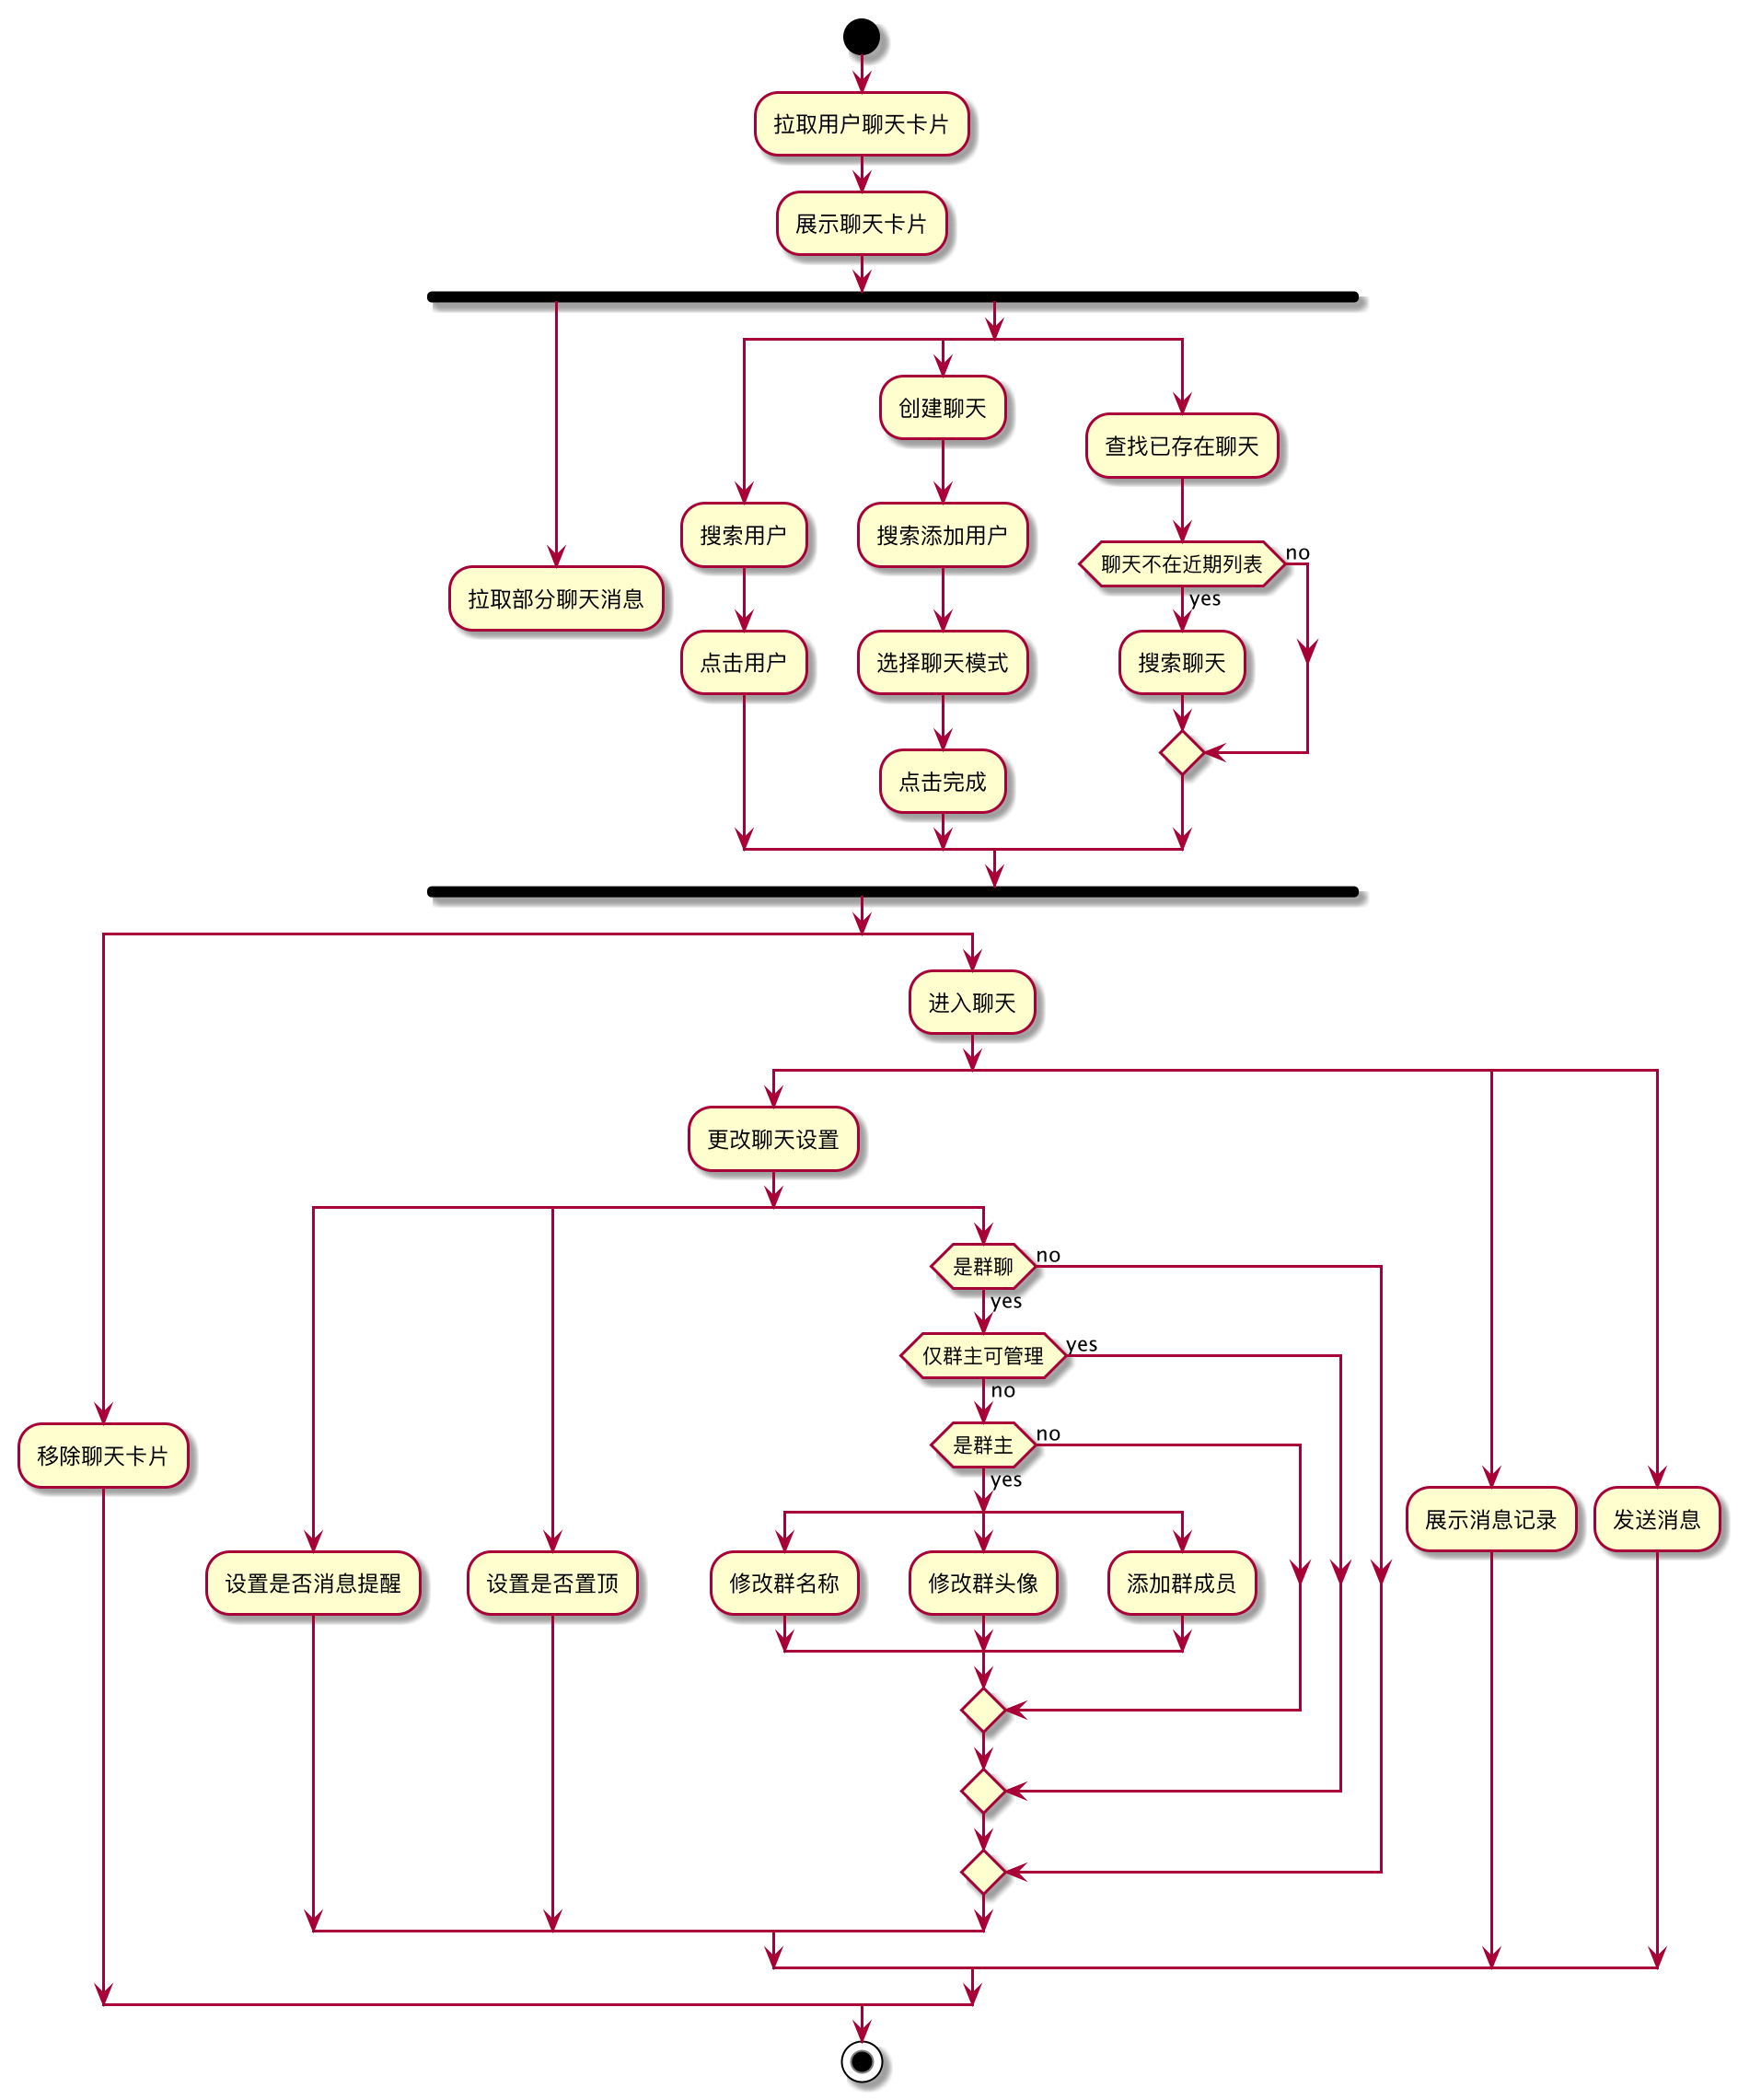 拉取用户聊天卡片
展示聊天卡片
创建聊天
查找已存在聊天
搜索用户
搜索添加用户
聊天不在近期列表
no
yes
拉取部分聊天消息
点击用户
选择聊天模式
搜索聊天
点击完成
进入聊天
更改聊天设置
是群聊
no
yes
仅群主可管理
yes
no
是群主
no
yes
移除聊天卡片
展示消息记录
发送消息
设置是否消息提醒
设置是否置顶
修改群名称
修改群头像
添加群成员